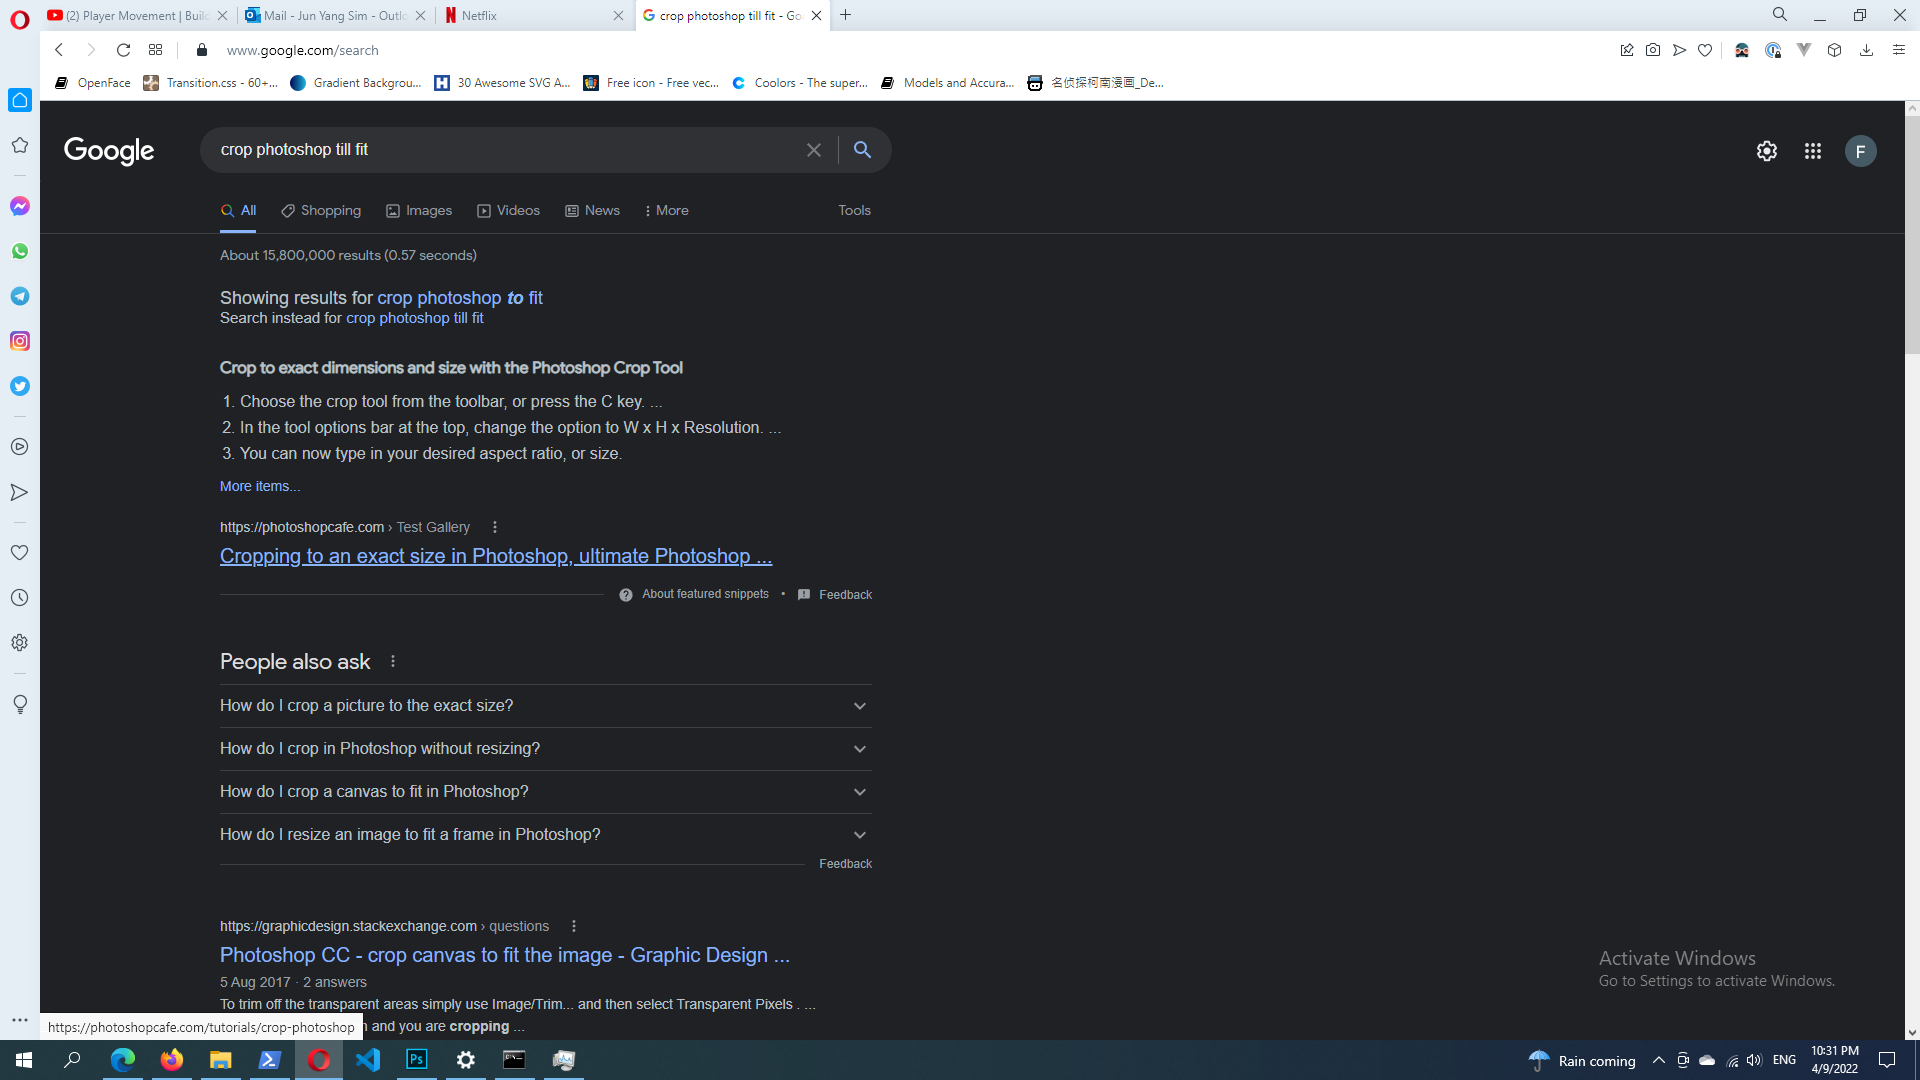 (2) Player Movement | Build
Mail - Jun Yang Sim - Outlo
Netflix
crop photoshop till fit - Go
www.google.com/search
OpenFace
Transition.css - 60+...
Gradient Backgrou...
30 Awesome SVG A...
Free icon - Free vec...
Coolors - The super...
Models and Accura...
名侦探柯南漫画_De...
Google
crop photoshop till fit
F
All
Shopping
Images
Videos
News
More
Tools
About 15,800,000 results (0.57 seconds)
Showing results for crop photoshop to fit
Search instead for crop photoshop till fit
Crop to exact dimensions and size with the Photoshop Crop Tool
1. Choose the crop tool from the toolbar, or press the C key. ...
2. In the tool options bar at the top, change the option to W x H x Resolution. ...
3. You can now type in your desired aspect ratio, or size.
More items...
https://photoshopcafe.com › Test Gallery
Cropping to an exact size in Photoshop, ultimate Photoshop ...
About featured snippets • Feedback
People also ask
How do I crop a picture to the exact size?
How do I crop in Photoshop without resizing?
How do I crop a canvas to fit in Photoshop?
How do I resize an image to fit a frame in Photoshop?
Feedback
https://graphicdesign.stackexchange.com › questions
Photoshop CC - crop canvas to fit the image - Graphic Design ...
5 Aug 2017 · 2 answers
To trim off the transparent areas simply use Image/Trim... and then select Transparent Pixels . ...
and you are cropping ...
https://photoshopcafe.com/tutorials/crop-photoshop
Activate Windows
Go to Settings to activate Windows.
Ps
Rain coming
ENG
10:31 PM
4/9/2022